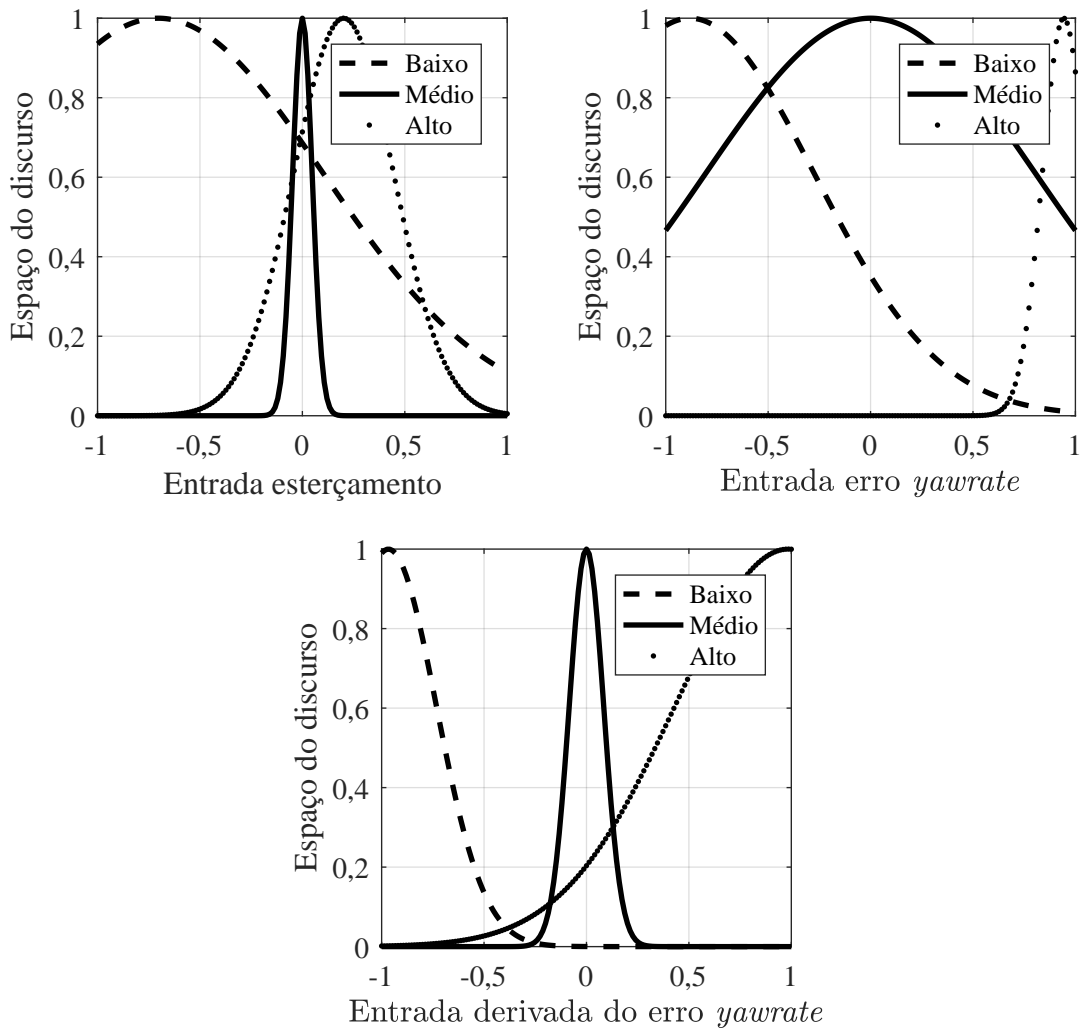 1
0,8
0,6
0,4
0,2
0
-1
-0,5
0
0,5
1
Espaço do discurso
Entrada esterçamento
Baixo
Médio
Alto
1
0,8
0,6
0,4
0,2
0
-1
-0,5
0
0,5
1
Espaço do discurso
Entrada erro yawrate
Baixo
Médio
Alto
1
0,8
0,6
0,4
0,2
0
-1
-0,5
0
0,5
1
Espaço do discurso
Entrada derivada do erro yawrate
Baixo
Médio
Alto